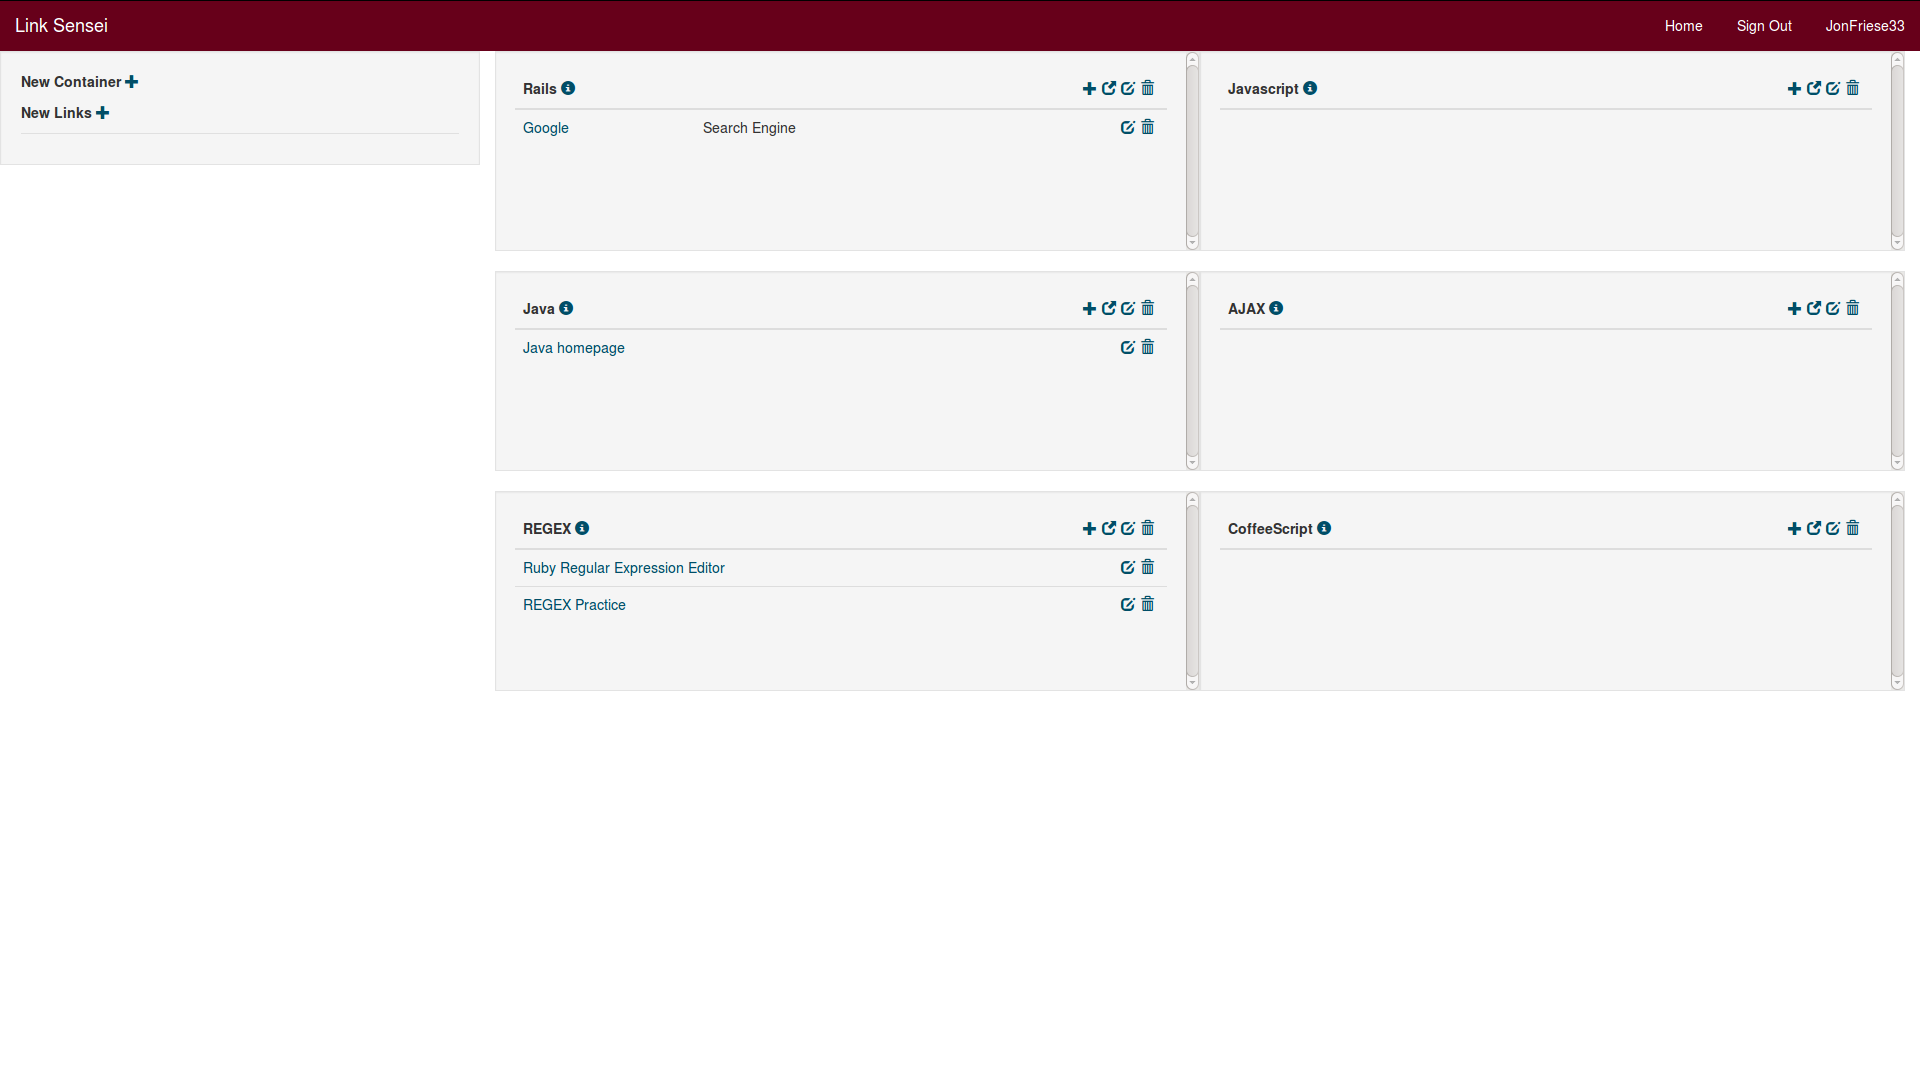 Link Sensei
Home Sign Out JonFriese33
New Container
New Links
Rails
Google Search Engine
Javascript
Java
Java homepage
AJAX
REGEX
Ruby Regular Expression Editor
REGEX Practice
CoffeeScript